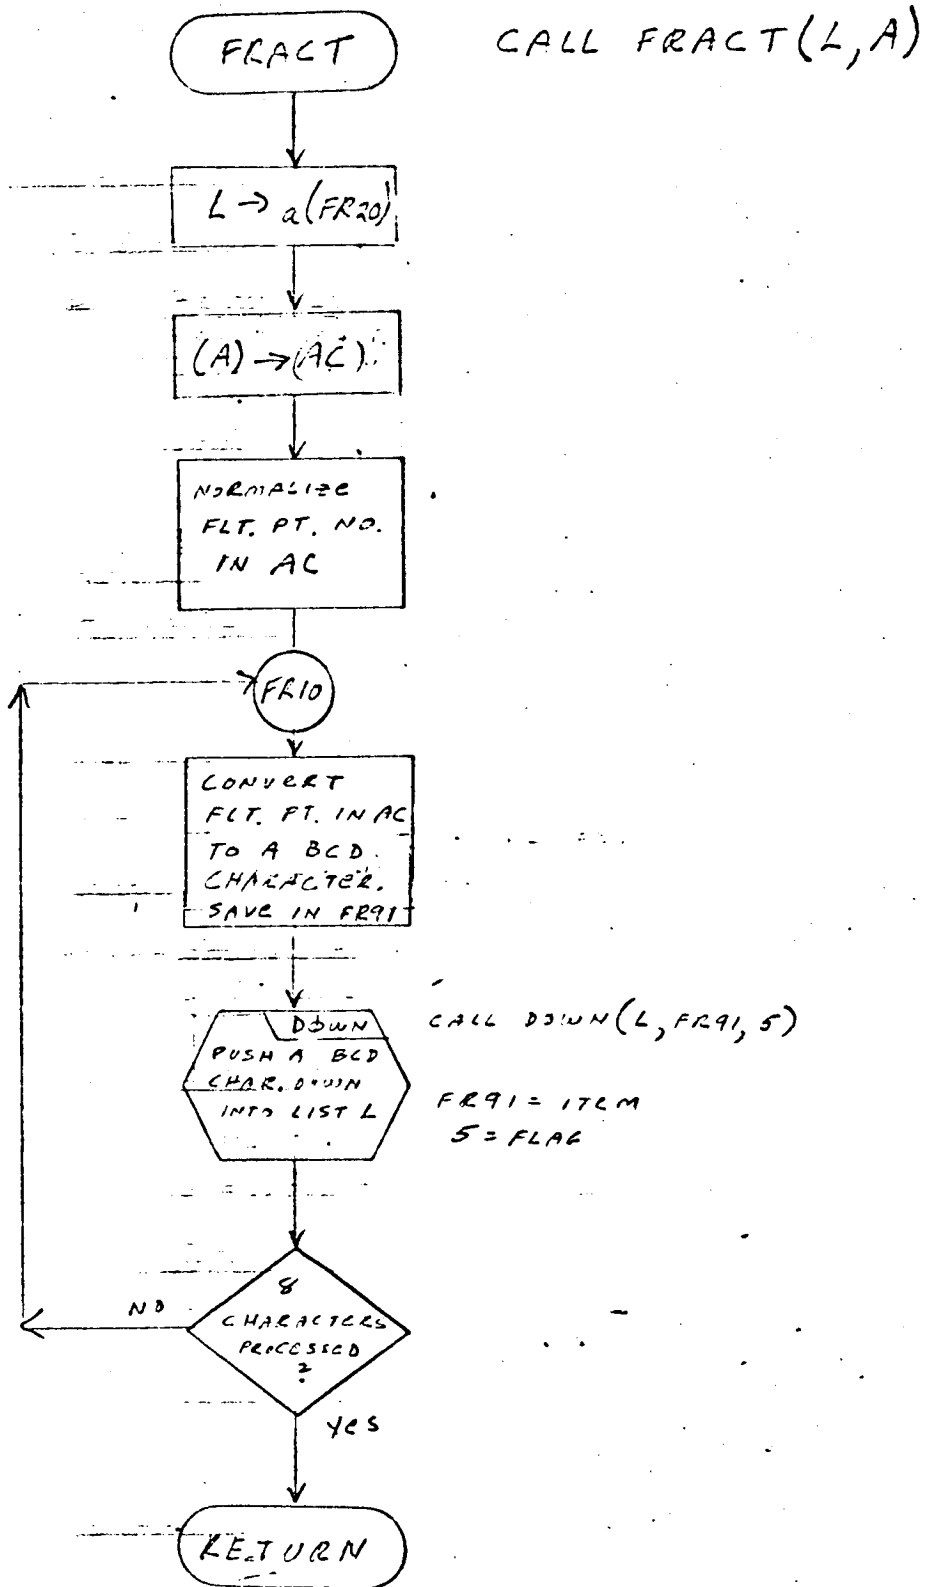 FRACT
CALL FRACT(L,A)
L → a(FR20)
(A) → (AC)
NORMALIZE
FLT. PT. NO.
IN AC
FR10
CONVERT
FLT. PT. IN AC
TO A BCD
CHARACTER.
SAVE IN FR91
DOWN
PUSH A BCD
CHAR. DOWN
INTO LIST L
CALL DOWN(L, FR91, 5)
FR91 = ITEM
5 = FLAG
NO
8
CHARACTERS
PROCESSED
?
YES
RETURN